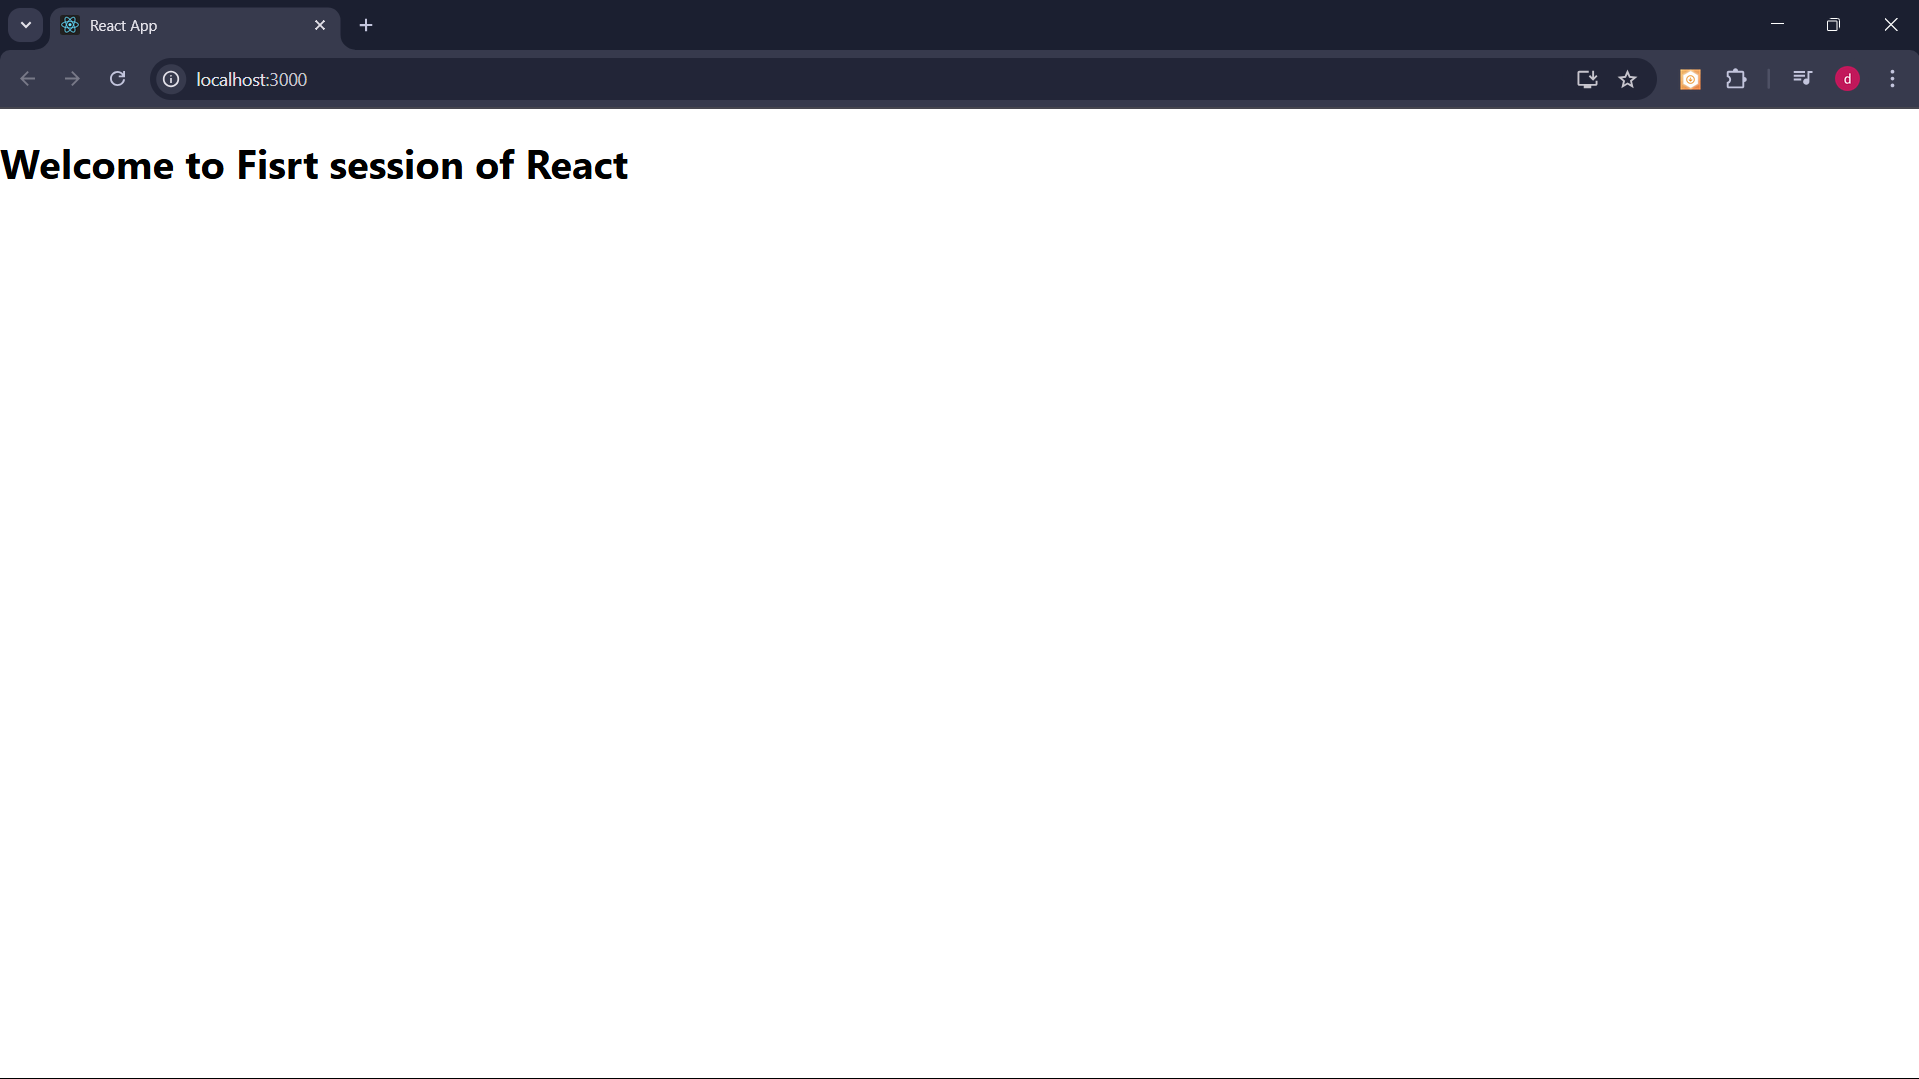 React App
localhost:3000
d
Welcome to Fisrt session of React